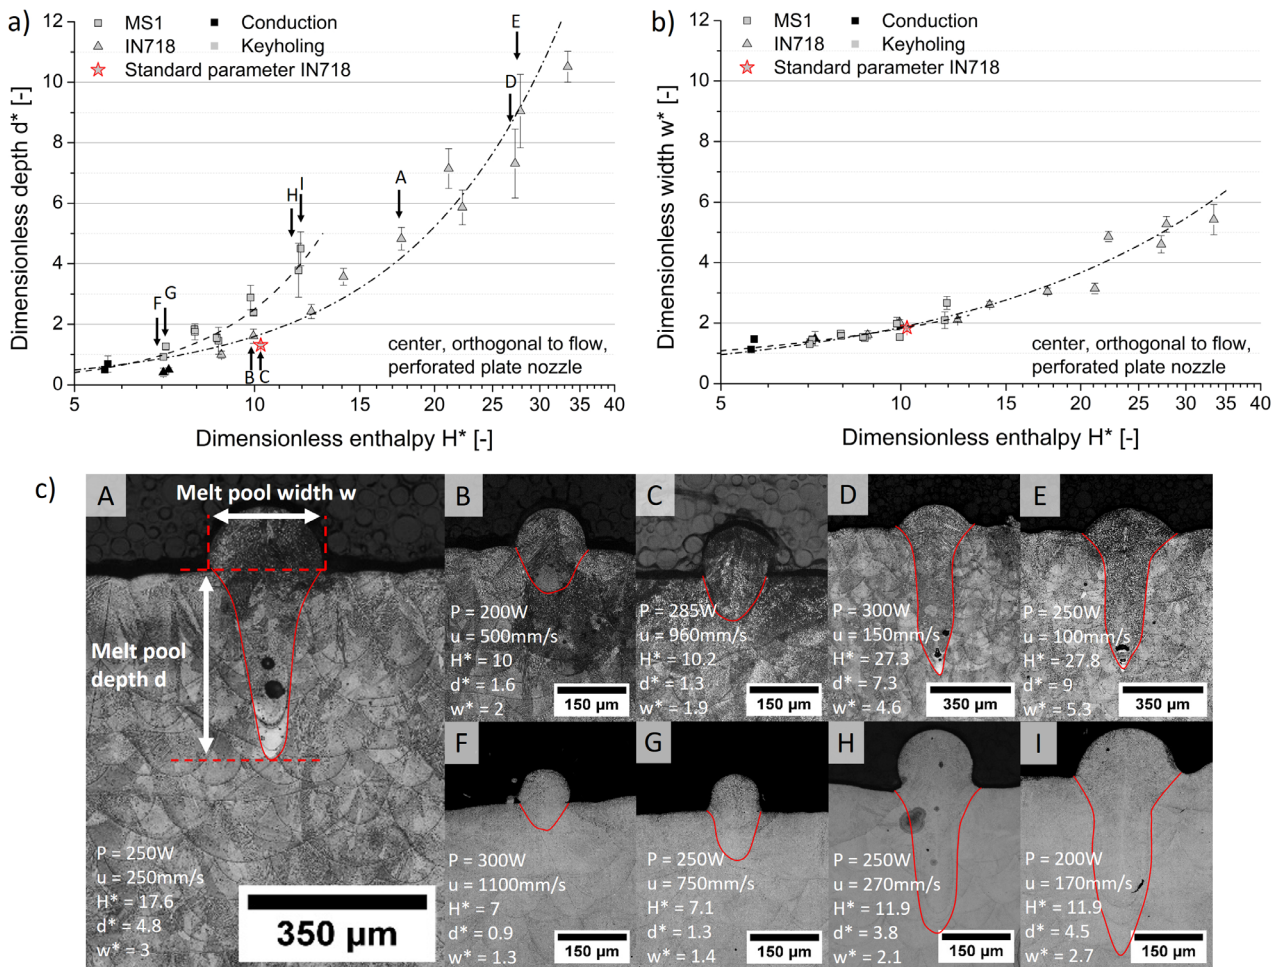 a)
MS1
Conduction
IN718
Keyholing
Standard parameter IN718
Dimensionless depth d* [-]
12
10
8
6
4
2
0
E
D
A
I
H
G
F
B
C
center, orthogonal to flow,
perforated plate nozzle
5
10
15
20
25
30
35
40
Dimensionless enthalpy H* [-]
b)
MS1
Conduction
IN718
Keyholing
Standard parameter IN718
Dimensionless width w* [-]
12
10
8
6
4
2
0
center, orthogonal to flow,
perforated plate nozzle
5
10
15
20
25
30
35
40
Dimensionless enthalpy H* [-]
c)
A
Melt pool width w
Melt pool
depth d
P = 250W
u = 250mm/s
H* = 17.6
d* = 4.8
w* = 3
350 µm
B
P = 200W
u = 500mm/s
H* = 10
d* = 1.6
w* = 2
150 µm
C
P = 285W
u = 960mm/s
H* = 10.2
d* = 1.3
w* = 1.9
150 µm
D
P = 300W
u = 150mm/s
H* = 27.3
d* = 7.3
w* = 4.6
350 µm
E
P = 250W
u = 100mm/s
H* = 27.8
d* = 9
w* = 5.3
350 µm
F
P = 300W
u = 1100mm/s
H* = 7
d* = 0.9
w* = 1.3
150 µm
G
P = 250W
u = 750mm/s
H* = 7.1
d* = 1.3
w* = 1.4
150 µm
H
P = 250W
u = 270mm/s
H* = 11.9
d* = 3.8
w* = 2.1
150 µm
I
P = 200W
u = 170mm/s
H* = 11.9
d* = 4.5
w* = 2.7
150 µm